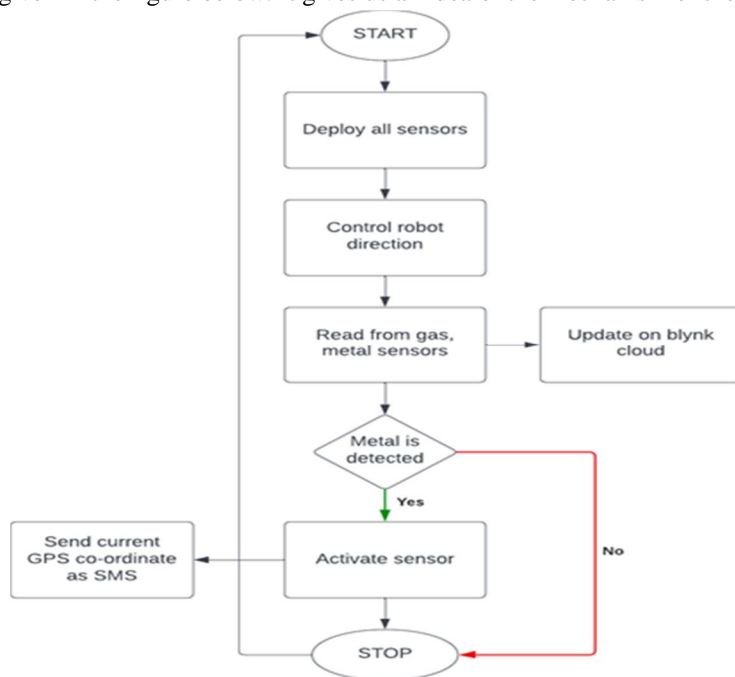 START
Deploy all sensors
Control robot
direction
Read from gas,
metal sensors
Update on blynk
cloud
Metal is
detected
Yes
Send current
GPS co-ordinate
as SMS
Activate sensor
No
STOP